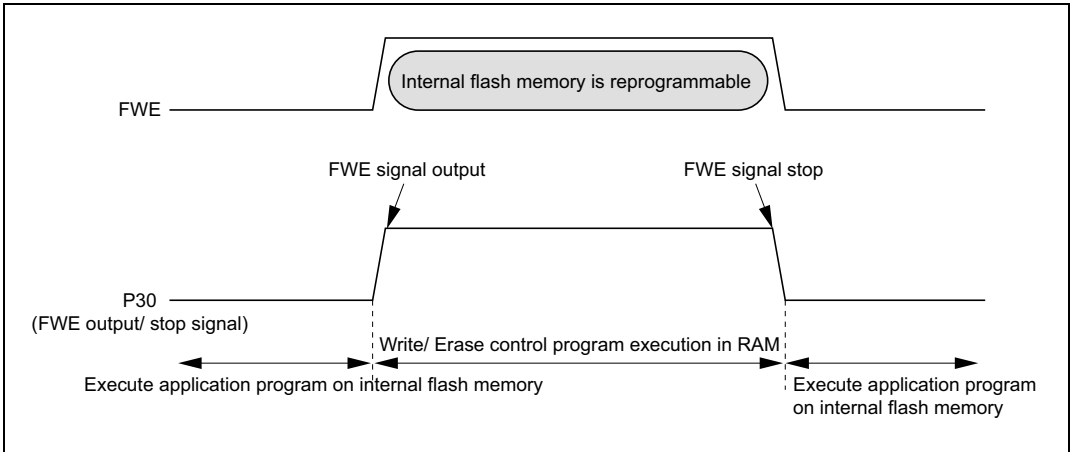 Internal flash memory is reprogrammable
FWE
FWE signal output
FWE signal stop
P30
(FWE output/ stop signal)
Write/ Erase control program execution in RAM
Execute application program on internal flash memory
Execute application program
on internal flash memory